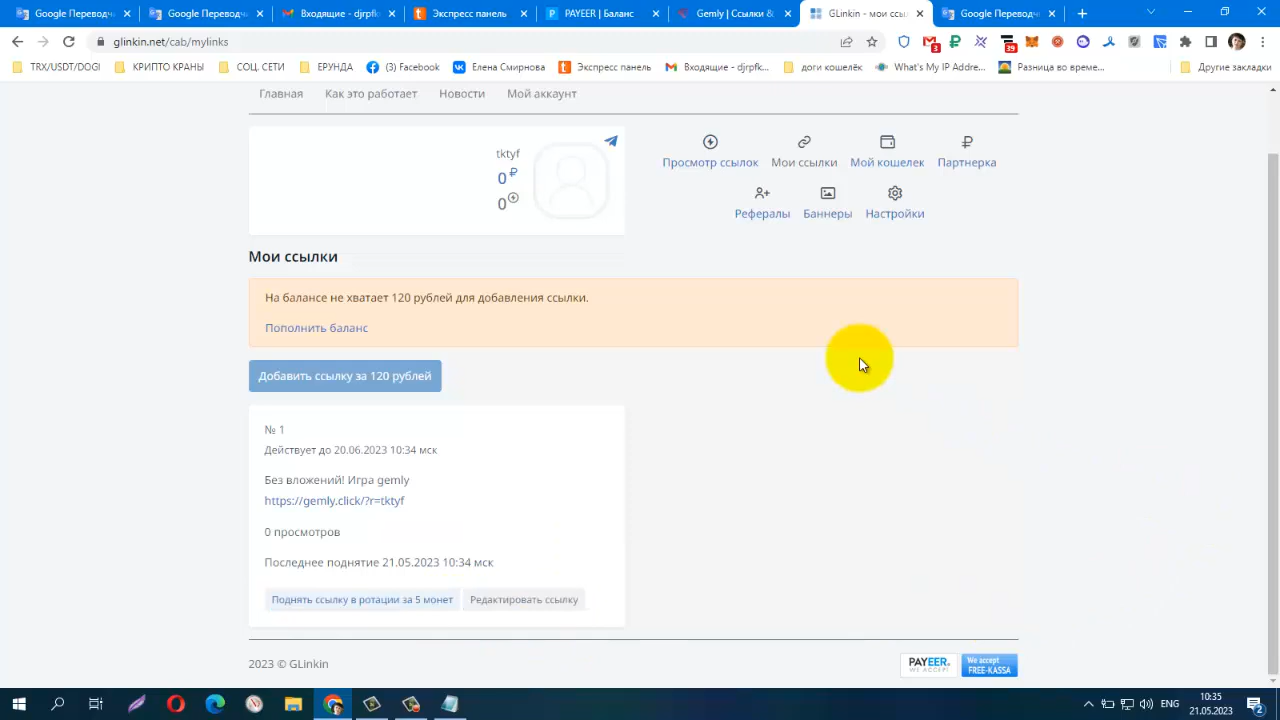 Google Переводч
Google Переводч
Входящие - djrpfk
Экспресс панель
PAYEER | Баланс
Gemly | Ссылки &
GLinkin - мои ссы
Google Переводч
glinkin.net/cab/mylinks
3
39
TRX/USDT/DOGI
КРИПТО КРАНЫ
СОЦ. СЕТИ
ЕРУНДА
(3) Facebook
Елена Смирнова
Экспресс панель
Входящие - djrpfk...
доги кошелёк
What's My IP Addre...
Разница во време...
Другие закладки
Главная
Как это работает
Новости
Мой аккаунт
tktyf
0 ₽
0
Просмотр ссылок
Мои ссылки
Мой кошелек
Партнерка
Рефералы
Баннеры
Настройки
Мои ссылки
На балансе не хватает 120 рублей для добавления ссылки.
Пополнить баланс
Добавить ссылку за 120 рублей
№ 1
Действует до 20.06.2023 10:34 мск
Без вложений! Игра gemly
https://gemly.click/?r=tktyf
0 просмотров
Последнее поднятие 21.05.2023 10:34 мск
Поднять ссылку в ротации за 5 монет
Редактировать ссылку
2023 © GLinkin
PAYEER.
WE ACCEPT
We accept
FREE-KASSA
ENG
10:35
21.05.2023
2